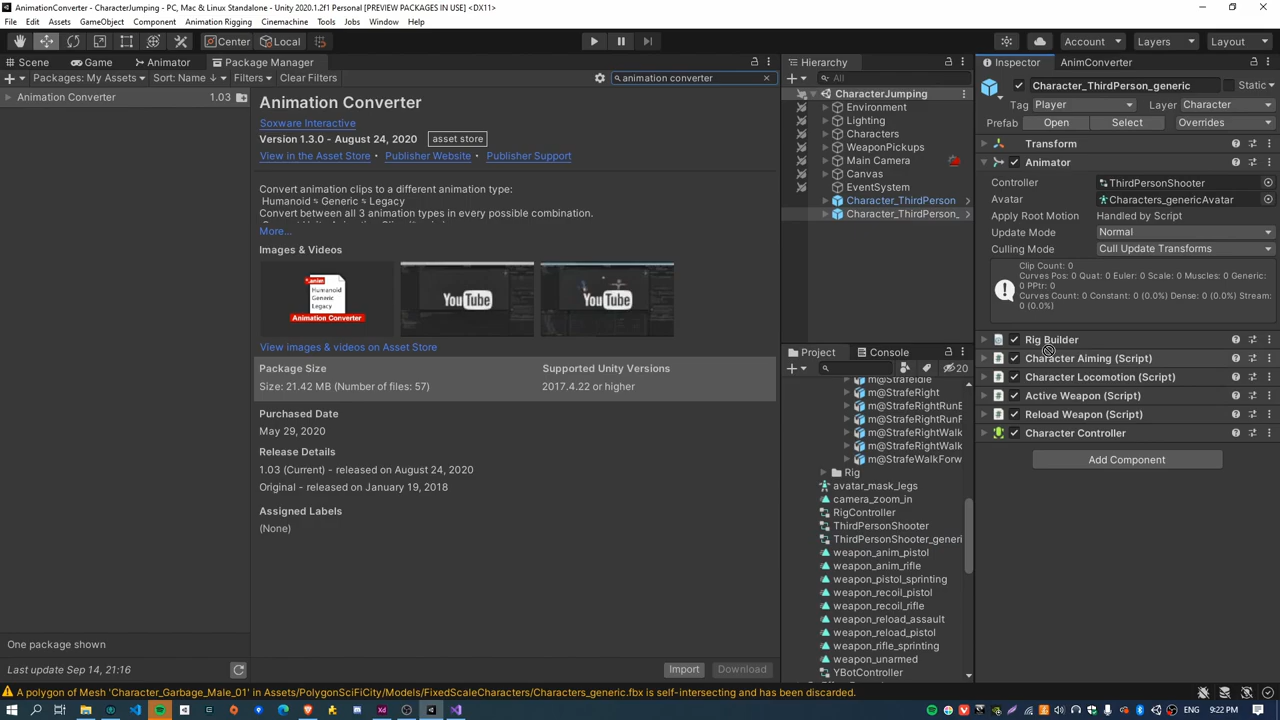 AnimationConverter - CharacterJumping - PC, Mac & Linux Standalone - Unity 2020.1.2f1 Personal [PREVIEW PACKAGES IN USE] <DX11>
File Edit Assets GameObject Component Animation Rigging Cinemachine Tools Jobs Window Help
Center Local Account Layers Layout
Scene Game Animator Package Manager
Packages: My Assets Sort: Name ↓ Filters Clear Filters animation converter
Animation Converter 1.03
Animation Converter
Soxware Interactive
Version 1.3.0 - August 24, 2020 asset store
View in the Asset Store • Publisher Website • Publisher Support
Convert animation clips to a different animation type:
Humanoid ≈ Generic ≈ Legacy
Convert between all 3 animation types in every possible combination.
More...
Images & Videos
Humanoid
Generic
Legacy
Animation Converter
YouTube
YouTube
View images & videos on Asset Store
Package Size
Size: 21.42 MB (Number of files: 57)
Supported Unity Versions
2017.4.22 or higher
Purchased Date
May 29, 2020
Release Details
1.03 (Current) - released on August 24, 2020
Original - released on January 19, 2018
Assigned Labels
(None)
One package shown
Last update Sep 14, 21:16
Import Download
Hierarchy
All
CharacterJumping
Environment
Lighting
Characters
WeaponPickups
Main Camera
Canvas
EventSystem
Character_ThirdPerson
Character_ThirdPerson_
Project Console
20
m@StrafeIdle
m@StrafeRight
m@StrafeRightRunB
m@StrafeRightRunF
m@StrafeRightWalk
m@StrafeRightWalk
m@StrafeWalkForw
Rig
avatar_mask_legs
camera_zoom_in
RigController
ThirdPersonShooter
ThirdPersonShooter_generi
weapon_anim_pistol
weapon_anim_rifle
weapon_pistol_sprinting
weapon_recoil_pistol
weapon_recoil_rifle
weapon_reload_assault
weapon_reload_pistol
weapon_rifle_sprinting
weapon_unarmed
YBotController
Inspector AnimConverter
Character_ThirdPerson_generic Static
Tag Player Layer Character
Prefab Open Select Overrides
Transform
Animator
Controller ThirdPersonShooter
Avatar Characters_genericAvatar
Apply Root Motion Handled by Script
Update Mode Normal
Culling Mode Cull Update Transforms
Clip Count: 0
Curves Pos: 0 Quat: 0 Euler: 0 Scale: 0 Muscles: 0 Generic:
0 PPtr: 0
Curves Count: 0 Constant: 0 (0.0%) Dense: 0 (0.0%) Stream:
0 (0.0%)
Rig Builder
Character Aiming (Script)
Character Locomotion (Script)
Active Weapon (Script)
Reload Weapon (Script)
Character Controller
Add Component
A polygon of Mesh 'Character_Garbage_Male_01' in Assets/PolygonSciFiCity/Models/FixedScaleCharacters/Characters_generic.fbx is self-intersecting and has been discarded.
9:22 PM